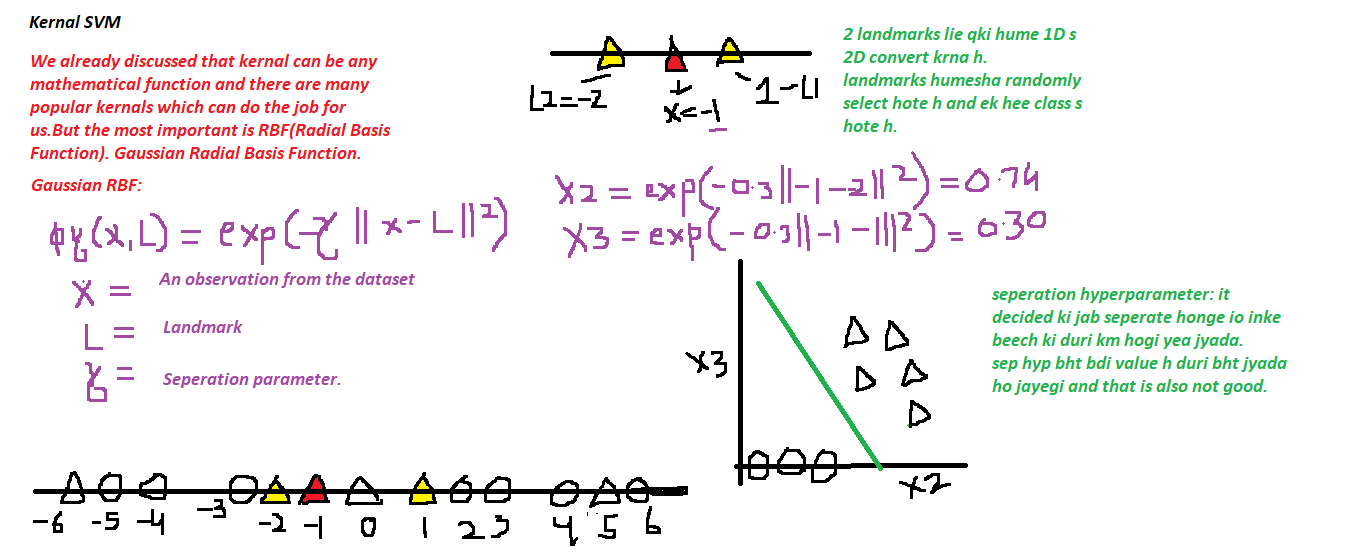 Kernal SVM
We already discussed that kernal can be any
mathematical function and there are many
popular kernals which can do the job for
us.But the most important is RBF(Radial Basis
Function). Gaussian Radial Basis Function.
Gaussian RBF:
ϕγ(x,L) = exp(-γ ||x-L||²)
X = An observation from the dataset
L = Landmark
γ = Seperation parameter.
L2=-2
x<--1
1-L1
2 landmarks lie qki hume 1D s
2D convert krna h.
landmarks humesha randomly
select hote h and ek hee class s
hote h.
X2 = exp(-0.3||-1-2||²)=0.74
X3 = exp(-0.3||-1-1||²)=0.30
X3
X2
seperation hyperparameter: it
decided ki jab seperate honge io inke
beech ki duri km hogi yea jyada.
sep hyp bht bdi value h duri bht jyada
ho jayegi and that is also not good.
-6 -5 -4 -3 -2 -1 0 1 2 3 4 5 6